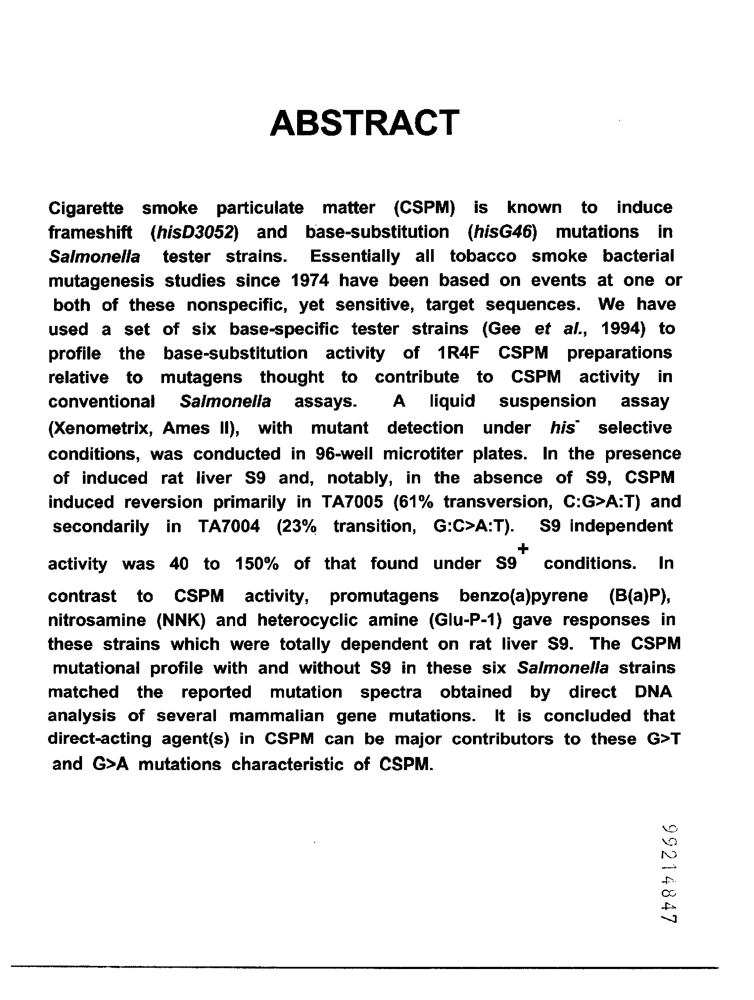 ABSTRACT
Cigarette smoke particulate matter (CSPM) is known to induce
frameshift (hisD3052) and base-substitution (hisG46) mutations in
Salmonella tester strains. Essentially all tobacco smoke bacterial
mutagenesis studies since 1974 have been based on events at one or
both of these nonspecific, yet sensitive, target sequences. We have
used a set of six base-specific tester strains (Gee et al., 1994) to
profile the base-substitution activity of 1R4F CSPM preparations
relative to mutagens thought to contribute to CSPM activity in
conventional Salmonella assays. A liquid suspension assay
(Xenometrix, Ames II), with mutant detection under his⁻ selective
conditions, was conducted in 96-well microtiter plates. In the presence
of induced rat liver S9 and, notably, in the absence of S9, CSPM
induced reversion primarily in TA7005 (61% transversion, C:G>A:T) and
secondarily in TA7004 (23% transition, G:C>A:T). S9 independent
activity was 40 to 150% of that found under S9⁺ conditions. In
contrast to CSPM activity, promutagens benzo(a)pyrene (B(a)P),
nitrosamine (NNK) and heterocyclic amine (Glu-P-1) gave responses in
these strains which were totally dependent on rat liver S9. The CSPM
mutational profile with and without S9 in these six Salmonella strains
matched the reported mutation spectra obtained by direct DNA
analysis of several mammalian gene mutations. It is concluded that
direct-acting agent(s) in CSPM can be major contributors to these G>T
and G>A mutations characteristic of CSPM.
99214847